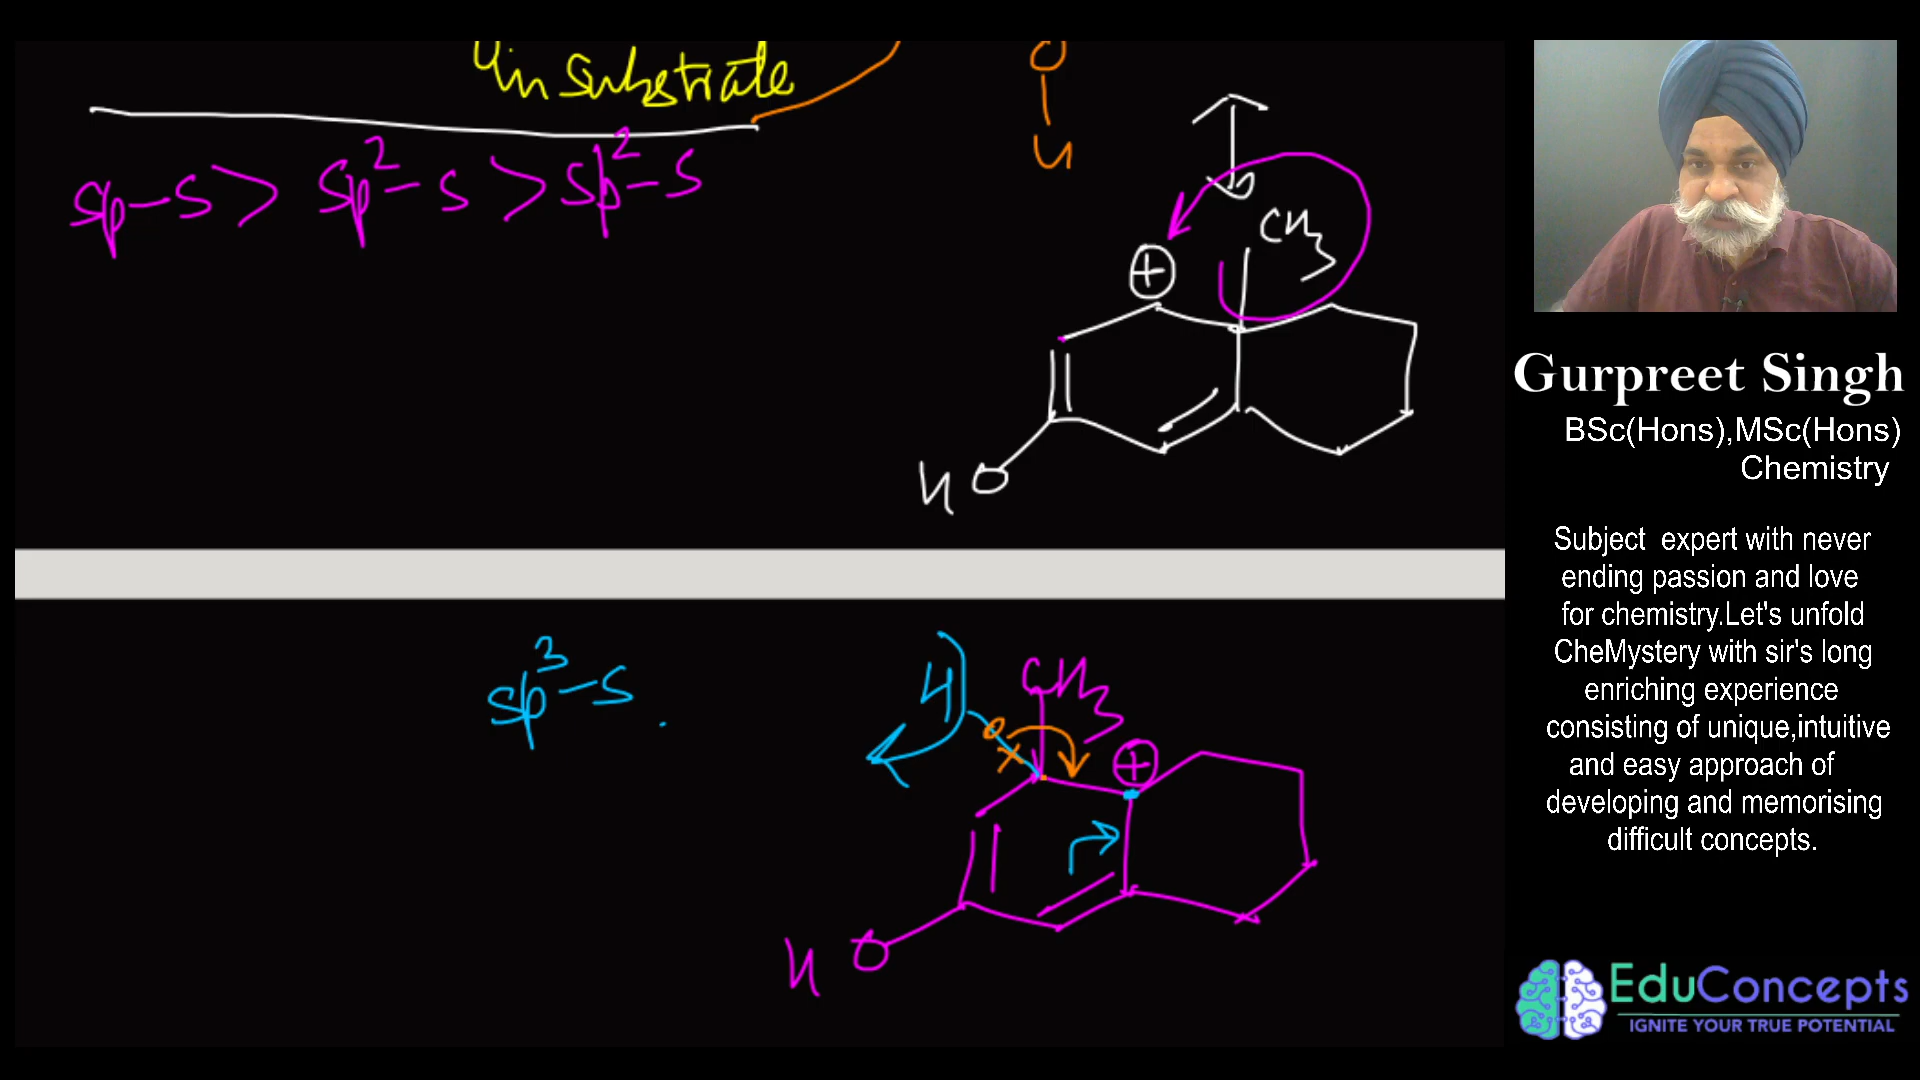 in substrate
sp-s > sp²-s > sp²-s
O
H
CH3
+
HO
sp³-s
H
CH3
+
HO
Gurpreet Singh
BSc(Hons),MSc(Hons)
Chemistry
Subject expert with never
ending passion and love
for chemistry.Let's unfold
CheMystery with sir's long
enriching experience
consisting of unique,intuitive
and easy approach of
developing and memorising
difficult concepts.
EduConcepts
IGNITE YOUR TRUE POTENTIAL